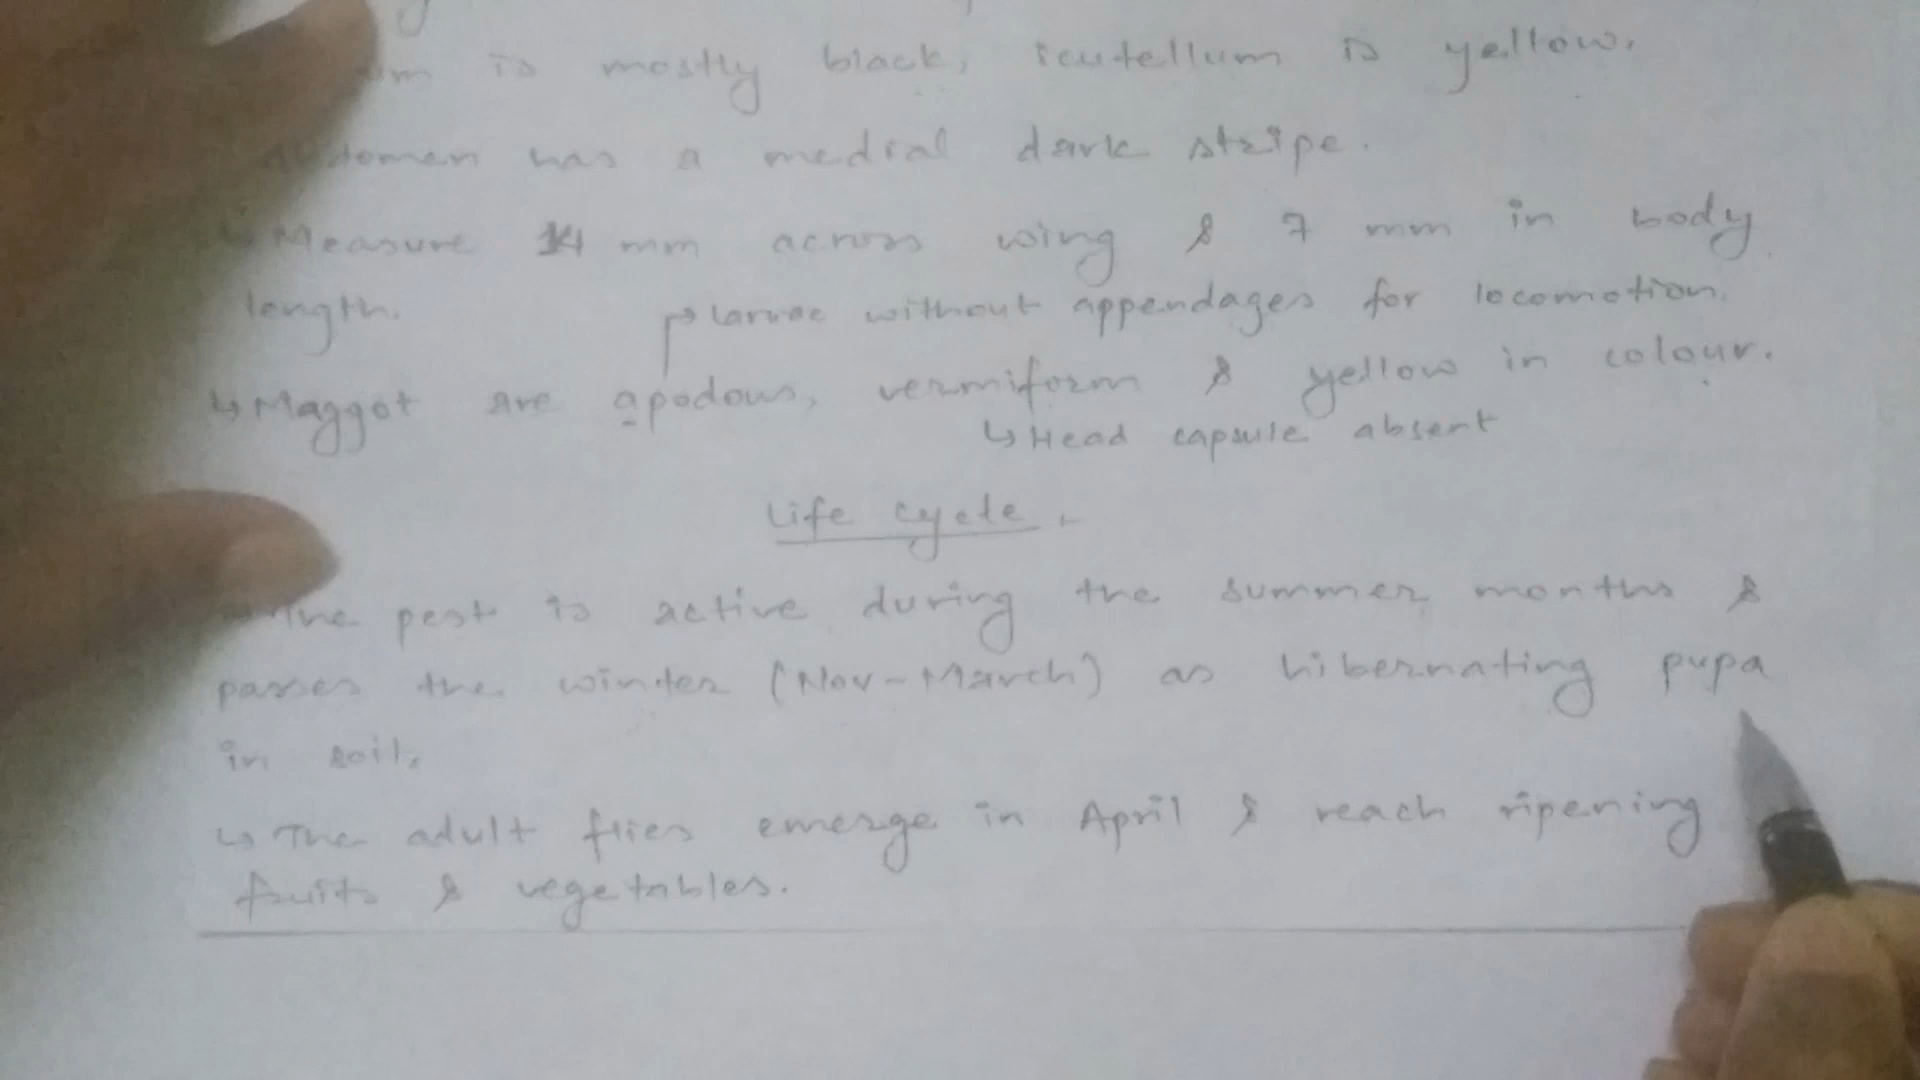 is mostly black, scutellum is yellow.
Abdomen has a medial dark stripe.
↳ Measure 14 mm across wing & 7 mm in body
length.
↱ larvae without appendages for locomotion.
↳ Maggot are apodous, vermiform & yellow in colour.
↳ Head capsule absent
Life cycle -
The pest is active during the summer months &
passes the winter (Nov-March) as hibernating pupa
in soil.
↳ The adult flies emerge in April & reach ripening
fruits & vegetables.